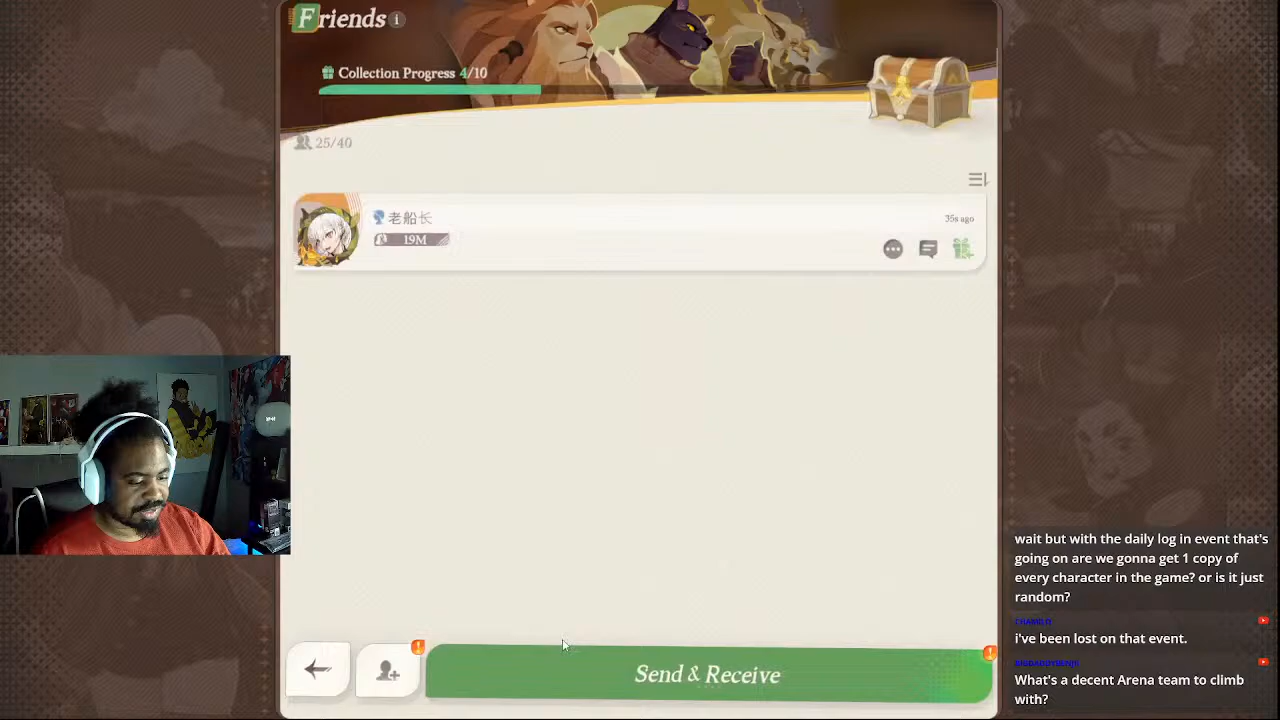 Friends
Collection Progress 4/10
25/40
老船长
35s ago
19M
Send & Receive
wait but with the daily log in event that's
going on are we gonna get 1 copy of
every character in the game? or is it just
random?
i've been lost on that event.
BIGDADDYBENJI
What's a decent Arena team to climb
with?